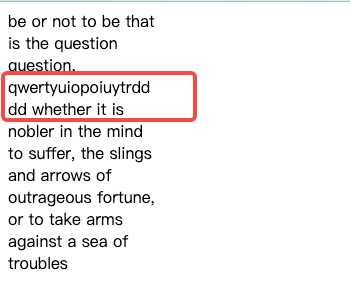 be or not to be that
is the question
question,
qwertyuiopoiuytrdd
dd whether it is
nobler in the mind
to suffer, the slings
and arrows of
outrageous fortune,
or to take arms
against a sea of
troubles